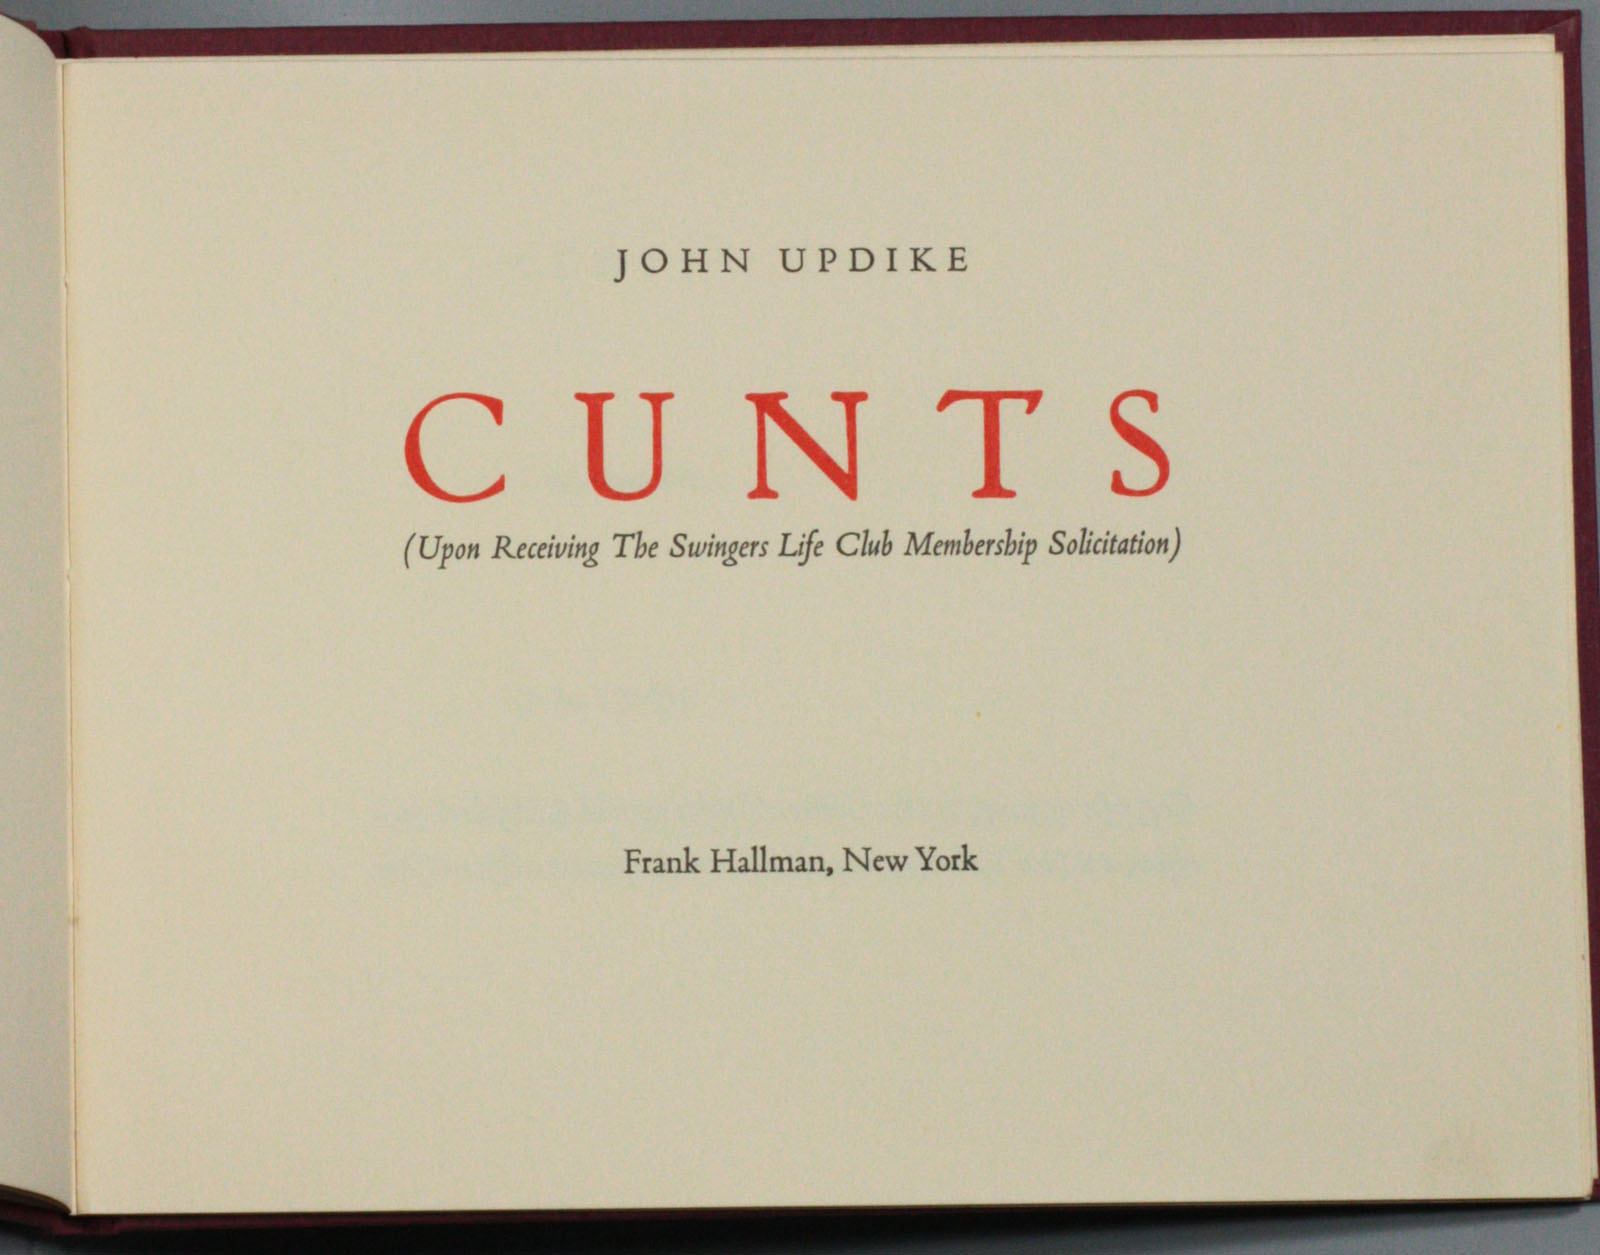 JOHN UPDIKE
CUNTS
(Upon Receiving The Swingers Life Club Membership Solicitation)
Frank Hallman, New York